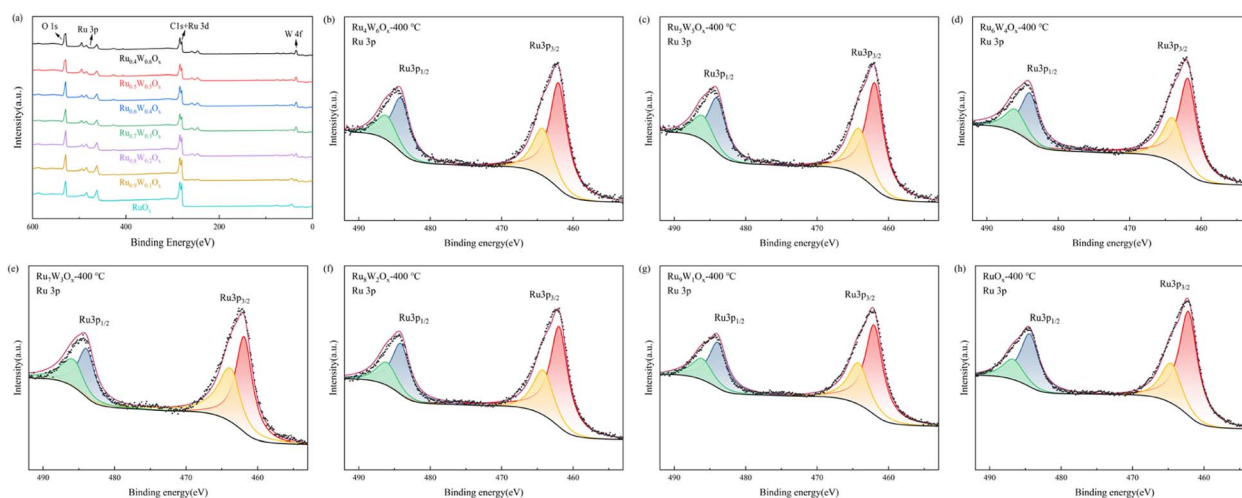 (a)
O 1s
Ru 3p
C1s+Ru 3d
W 4f
Ru0.4W0.6Ox
Ru0.5W0.5Ox
Ru0.6W0.4Ox
Ru0.7W0.3Ox
Ru0.8W0.2Ox
Ru0.9W0.1Ox
RuOx
Intensity(a.u.)
600 400 200 0
Binding Energy(eV)
(b)
Ru4W6Ox-400 °C
Ru 3p
Ru3p3/2
Ru3p1/2
Intensity(a.u.)
490 480 470 460
Binding energy(eV)
(c)
Ru5W5Ox-400 °C
Ru 3p
Ru3p3/2
Ru3p1/2
Intensity(a.u.)
490 480 470 460
Binding energy(eV)
(d)
Ru6W4Ox-400 °C
Ru 3p
Ru3p3/2
Ru3p1/2
Intensity(a.u.)
490 480 470 460
Binding energy(eV)
(e)
Ru7W3Ox-400 °C
Ru 3p
Ru3p3/2
Ru3p1/2
Intensity(a.u.)
490 480 470 460
Binding energy(eV)
(f)
Ru8W2Ox-400 °C
Ru 3p
Ru3p3/2
Ru3p1/2
Intensity(a.u.)
490 480 470 460
Binding energy(eV)
(g)
Ru9W1Ox-400 °C
Ru 3p
Ru3p3/2
Ru3p1/2
Intensity(a.u.)
490 480 470 460
Binding energy(eV)
(h)
RuOx-400 °C
Ru 3p
Ru3p3/2
Ru3p1/2
Intensity(a.u.)
490 480 470 460
Binding energy(eV)